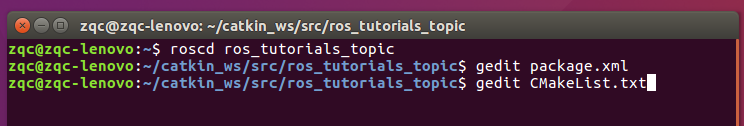 zqc@zqc-lenovo: ~/catkin_ws/src/ros_tutorials_topic
zqc@zqc-lenovo:~$ roscd ros_tutorials_topic
zqc@zqc-lenovo:~/catkin_ws/src/ros_tutorials_topic$ gedit package.xml
zqc@zqc-lenovo:~/catkin_ws/src/ros_tutorials_topic$ gedit CMakeList.txt